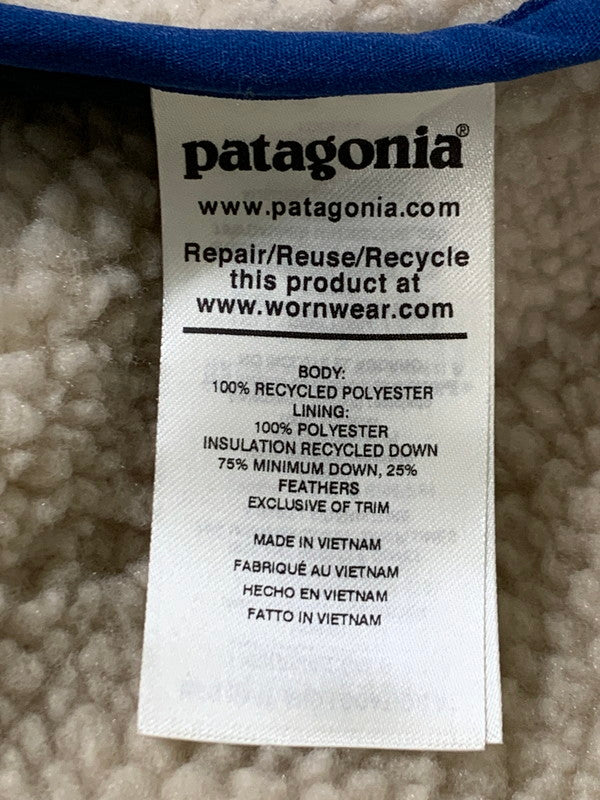 patagonia®
www.patagonia.com
Repair/Reuse/Recycle
this product at
www.wornwear.com
BODY:
100% RECYCLED POLYESTER
LINING:
100% POLYESTER
INSULATION RECYCLED DOWN
75% MINIMUM DOWN, 25%
FEATHERS
EXCLUSIVE OF TRIM
MADE IN VIETNAM
FABRIQUÉ AU VIETNAM
HECHO EN VIETNAM
FATTO IN VIETNAM